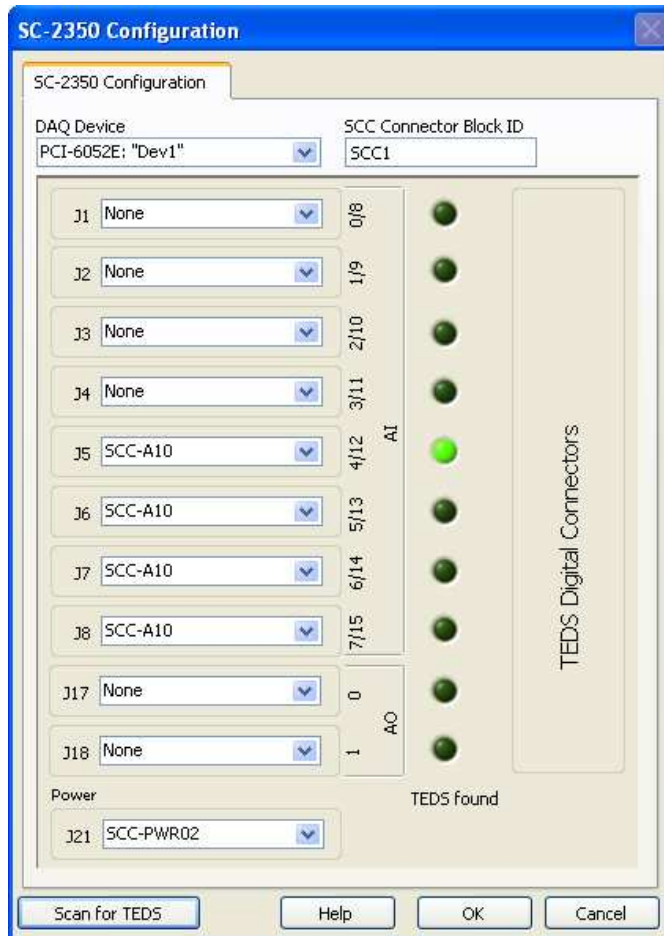 SC-2350 Configuration
SC-2350 Configuration
DAQ Device
SCC Connector Block ID
PCI-6052E: "Dev1"
SCC1
J1 None 0/8
J2 None 1/9
J3 None 2/10
J4 None 3/11
J5 SCC-A10 4/12
J6 SCC-A10 5/13
J7 SCC-A10 6/14
J8 SCC-A10 7/15
AI
J17 None 0
J18 None 1
AO
TEDS Digital Connectors
Power
TEDS found
J21 SCC-PWR02
Scan for TEDS
Help
OK
Cancel